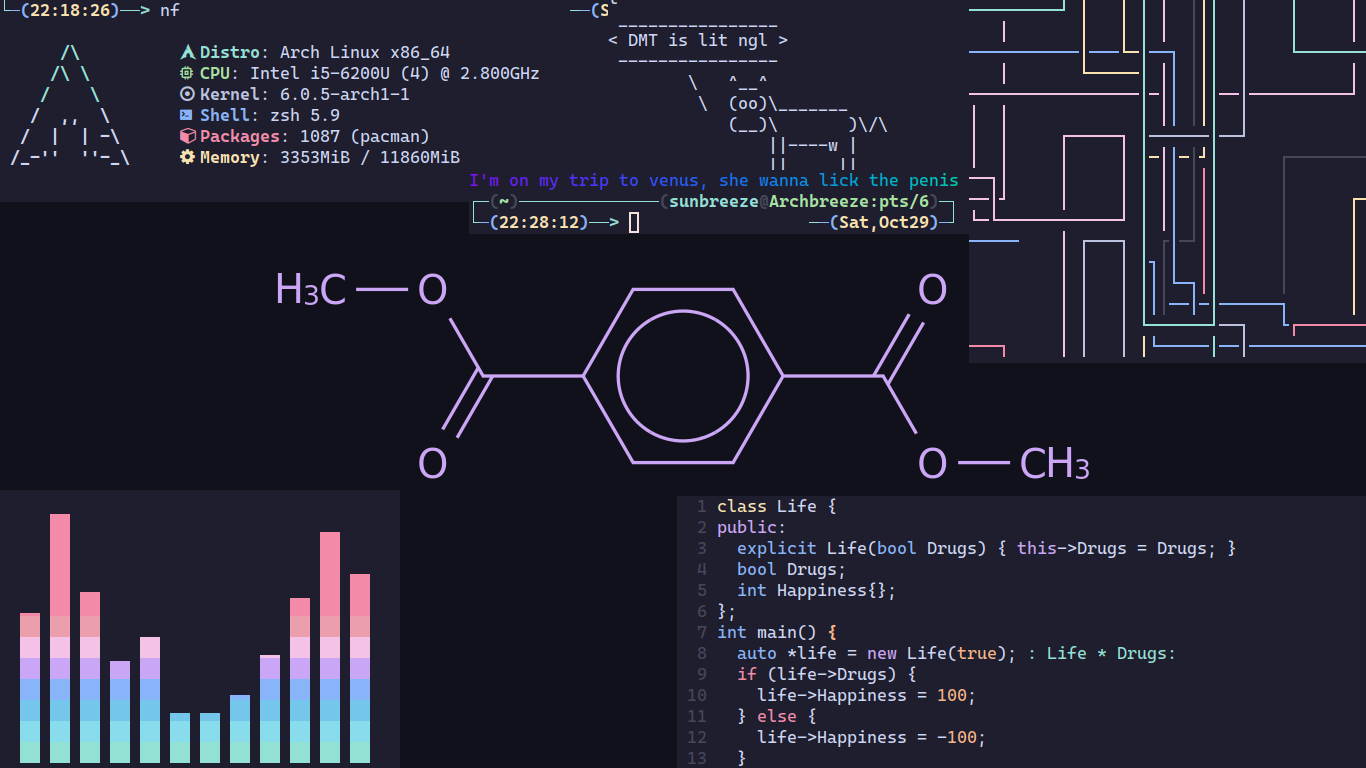 (22:18:26)──> nf
Distro: Arch Linux x86_64
CPU: Intel i5-6200U (4) @ 2.800GHz
Kernel: 6.0.5-arch1-1
Shell: zsh 5.9
Packages: 1087 (pacman)
Memory: 3353MiB / 11860MiB
(S
< DMT is lit ngl >
^__^
(oo)\_______
(__)\       )\/\
||----w |
||     ||
I'm on my trip to venus, she wanna lick the penis
(~) (sunbreeze@Archbreeze:pts/6)
(22:28:12)──> (Sat,Oct29)
H3C O O
O O CH3
1 class Life {
2 public:
3   explicit Life(bool Drugs) { this->Drugs = Drugs; }
4   bool Drugs;
5   int Happiness{};
6 };
7 int main() {
8   auto *life = new Life(true); : Life * Drugs:
9   if (life->Drugs) {
10     life->Happiness = 100;
11   } else {
12     life->Happiness = -100;
13   }